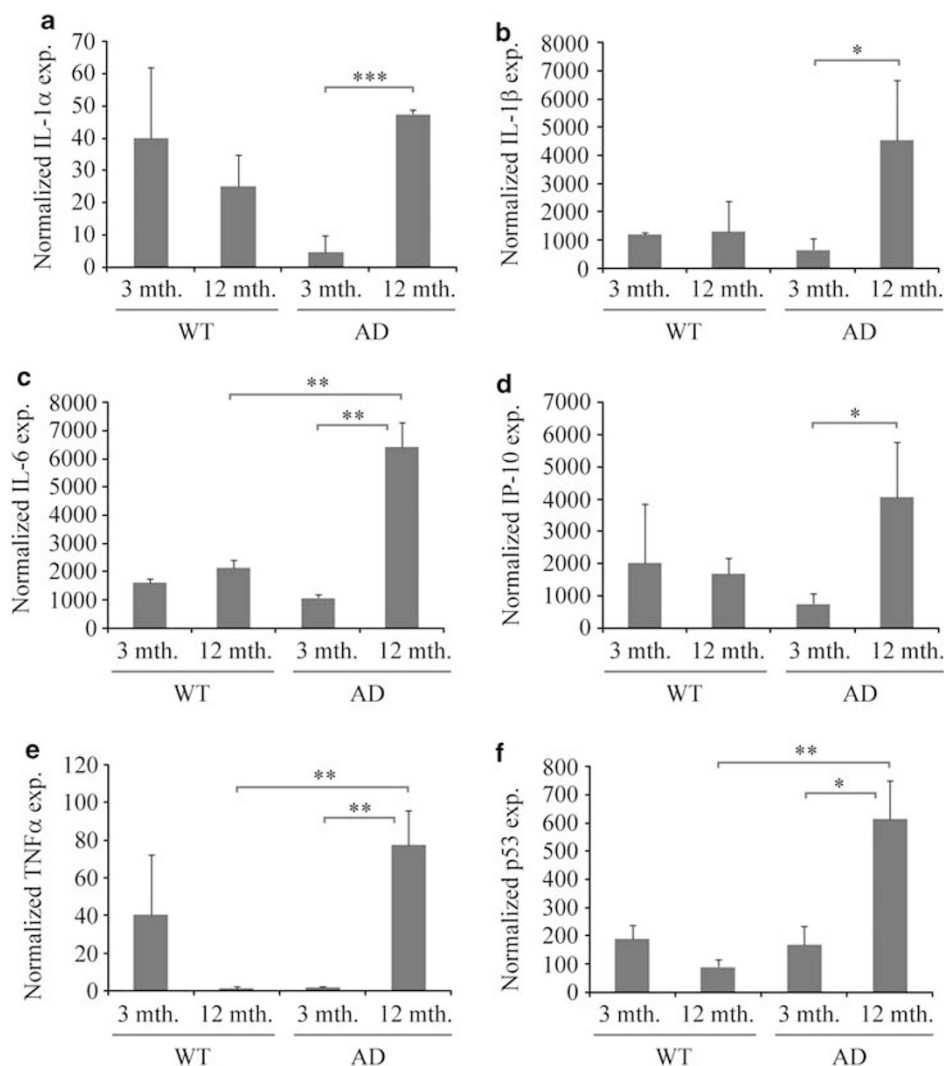 a
Normalized IL-1α exp.
70
60
50
40
30
20
10
0
***
3 mth. 12 mth. 3 mth. 12 mth.
WT AD
b
Normalized IL-1β exp.
8000
7000
6000
5000
4000
3000
2000
1000
0
*
3 mth. 12 mth. 3 mth. 12 mth.
WT AD
c
Normalized IL-6 exp.
8000
7000
6000
5000
4000
3000
2000
1000
0
**
**
3 mth. 12 mth. 3 mth. 12 mth.
WT AD
d
Normalized IP-10 exp.
7000
6000
5000
4000
3000
2000
1000
0
*
3 mth. 12 mth. 3 mth. 12 mth.
WT AD
e
Normalized TNFα exp.
120
100
80
60
40
20
0
**
**
3 mth. 12 mth. 3 mth. 12 mth.
WT AD
f
Normalized p53 exp.
800
700
600
500
400
300
200
100
0
**
*
3 mth. 12 mth. 3 mth. 12 mth.
WT AD